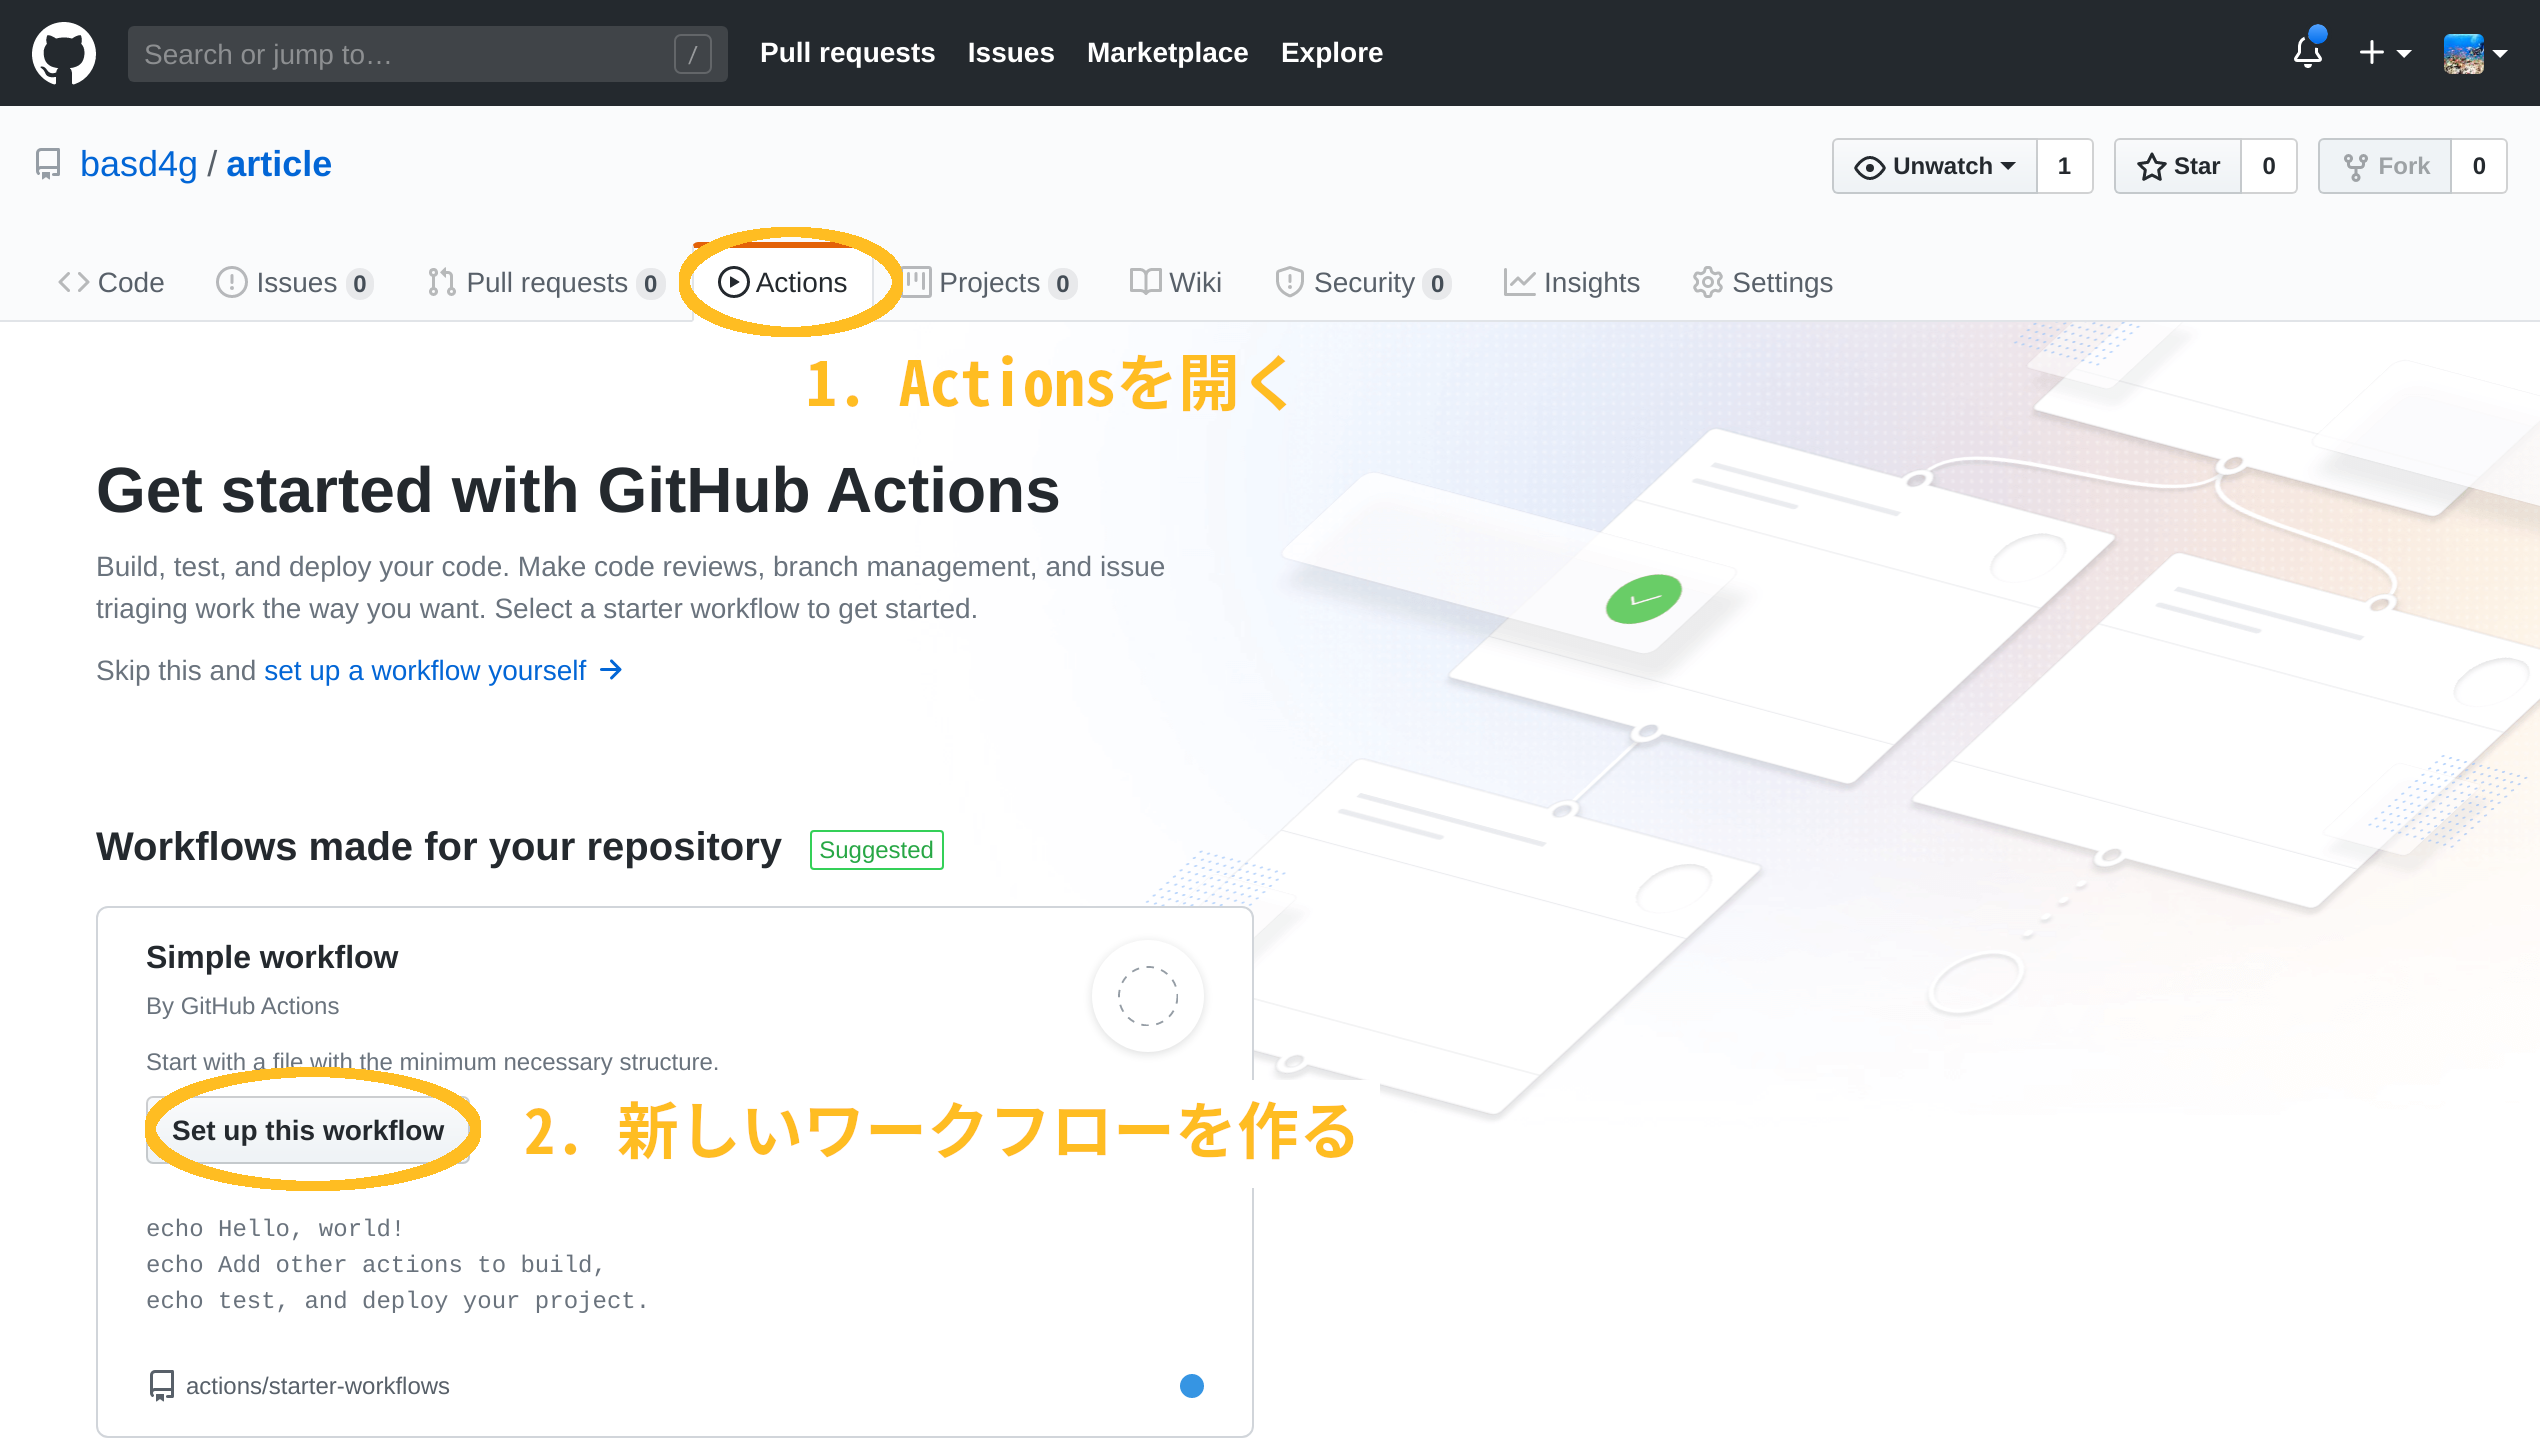 Search or jump to… /
Pull requests Issues Marketplace Explore
basd4g / article
Unwatch 1 Star 0 Fork 0
Code Issues 0 Pull requests 0 Actions Projects 0 Wiki Security 0 Insights Settings
1. Actionsを開く
Get started with GitHub Actions
Build, test, and deploy your code. Make code reviews, branch management, and issue
triaging work the way you want. Select a starter workflow to get started.
Skip this and set up a workflow yourself →
Workflows made for your repository Suggested
Simple workflow
By GitHub Actions
Start with a file with the minimum necessary structure.
Set up this workflow
2. 新しいワークフローを作る
echo Hello, world!
echo Add other actions to build,
echo test, and deploy your project.
actions/starter-workflows